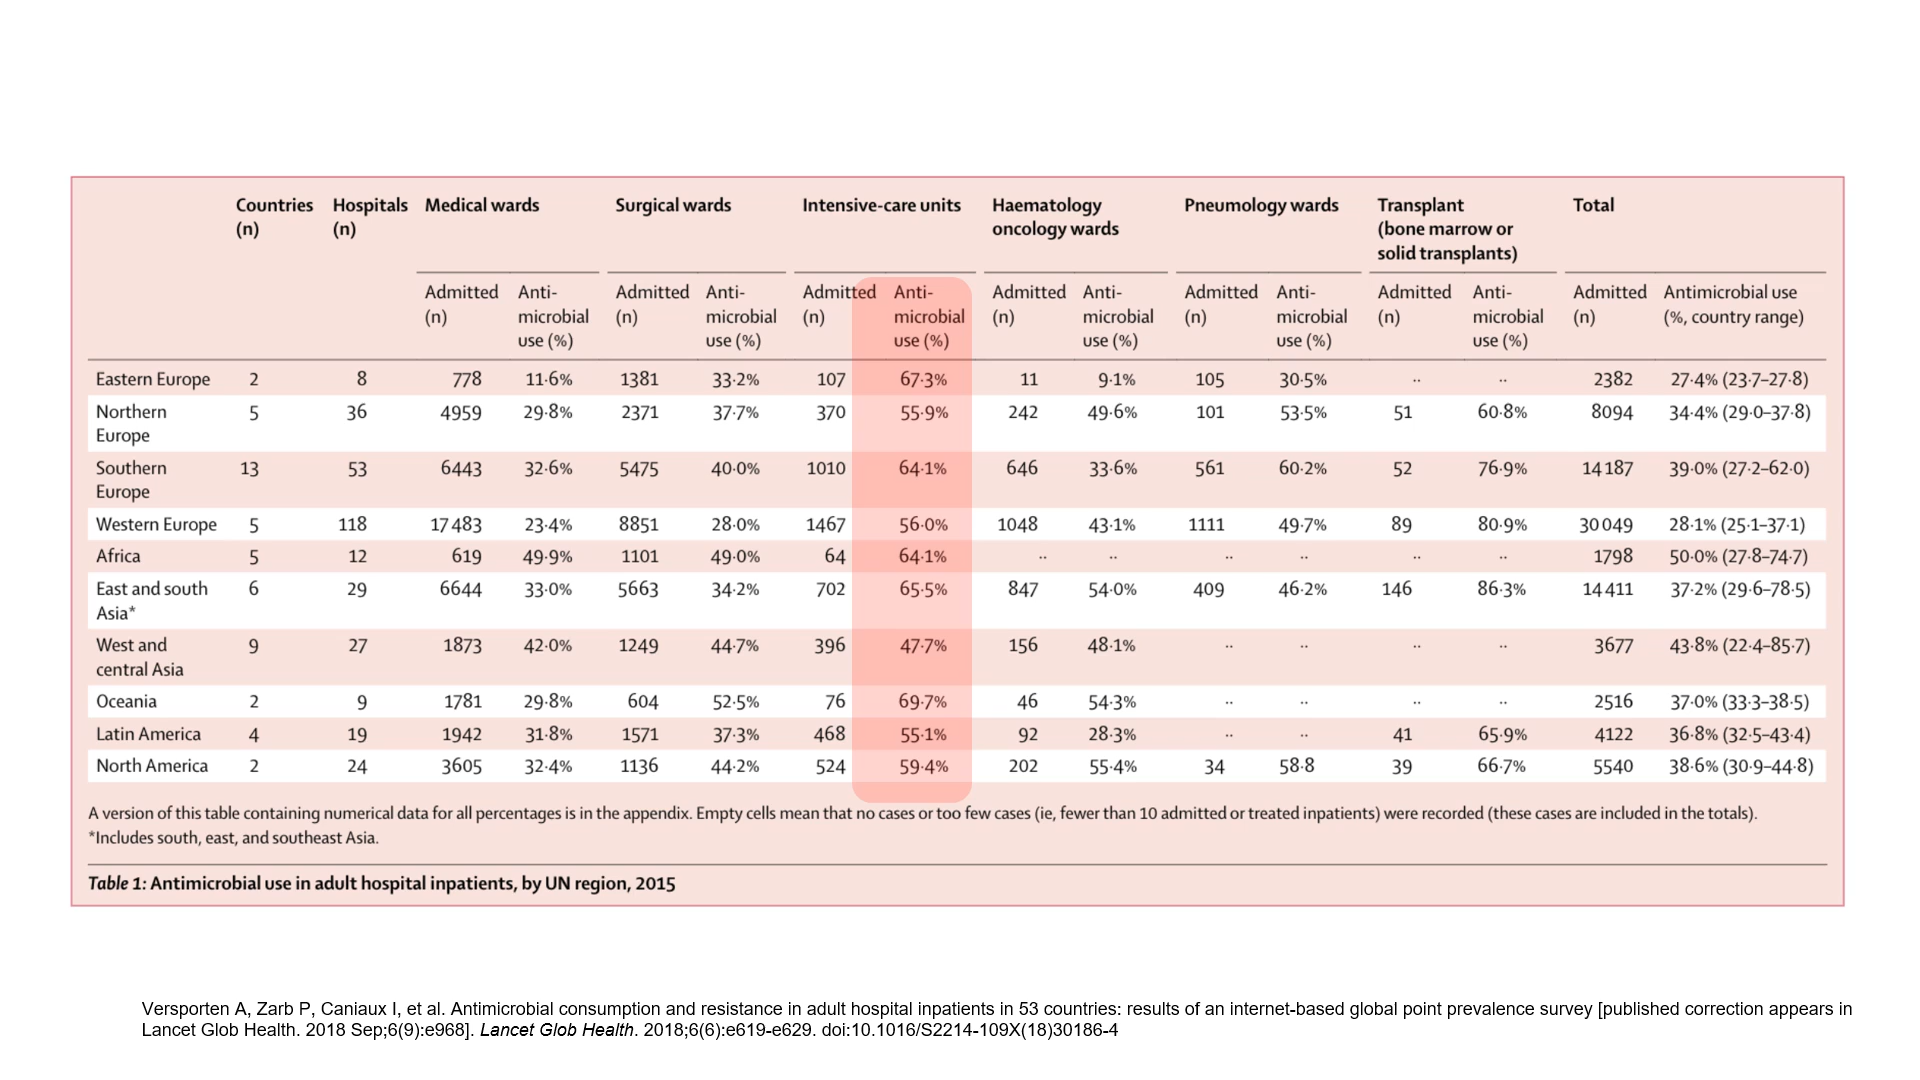 Countries Hospitals Medical wards Surgical wards Intensive-care units Haematology Pneumology wards Transplant Total
(n) (n) oncology wards (bone marrow or
solid transplants)
Admitted Anti- Admitted Anti- Admitted Anti- Admitted Anti- Admitted Anti- Admitted Anti- Admitted Antimicrobial use
(n) microbial (n) microbial (n) microbial (n) microbial (n) microbial (n) microbial (n) (%, country range)
use (%) use (%) use (%) use (%) use (%) use (%)
Eastern Europe 2 8 778 11·6% 1381 33·2% 107 67·3% 11 9·1% 105 30·5% ·· ·· 2382 27·4% (23·7–27·8)
Northern 5 36 4959 29·8% 2371 37·7% 370 55·9% 242 49·6% 101 53·5% 51 60·8% 8094 34·4% (29·0–37·8)
Europe
Southern 13 53 6443 32·6% 5475 40·0% 1010 64·1% 646 33·6% 561 60·2% 52 76·9% 14 187 39·0% (27·2–62·0)
Europe
Western Europe 5 118 17 483 23·4% 8851 28·0% 1467 56·0% 1048 43·1% 1111 49·7% 89 80·9% 30 049 28·1% (25·1–37·1)
Africa 5 12 619 49·9% 1101 49·0% 64 64·1% ·· ·· ·· ·· ·· ·· 1798 50·0% (27·8–74·7)
East and south 6 29 6644 33·0% 5663 34·2% 702 65·5% 847 54·0% 409 46·2% 146 86·3% 14 411 37·2% (29·6–78·5)
Asia*
West and 9 27 1873 42·0% 1249 44·7% 396 47·7% 156 48·1% ·· ·· ·· ·· 3677 43·8% (22·4–85·7)
central Asia
Oceania 2 9 1781 29·8% 604 52·5% 76 69·7% 46 54·3% ·· ·· ·· ·· 2516 37·0% (33·3–38·5)
Latin America 4 19 1942 31·8% 1571 37·3% 468 55·1% 92 28·3% ·· ·· 41 65·9% 4122 36·8% (32·5–43·4)
North America 2 24 3605 32·4% 1136 44·2% 524 59·4% 202 55·4% 34 58·8 39 66·7% 5540 38·6% (30·9–44·8)
A version of this table containing numerical data for all percentages is in the appendix. Empty cells mean that no cases or too few cases (ie, fewer than 10 admitted or treated inpatients) were recorded (these cases are included in the totals).
*Includes south, east, and southeast Asia.
Table 1: Antimicrobial use in adult hospital inpatients, by UN region, 2015
Versporten A, Zarb P, Caniaux I, et al. Antimicrobial consumption and resistance in adult hospital inpatients in 53 countries: results of an internet-based global point prevalence survey [published correction appears in
Lancet Glob Health. 2018 Sep;6(9):e968]. Lancet Glob Health. 2018;6(6):e619-e629. doi:10.1016/S2214-109X(18)30186-4